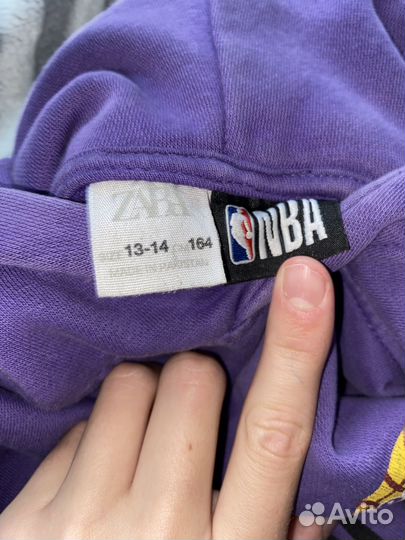 ZARA
SIZE 13-14 164
MADE IN PAKISTAN
NBA
Avito